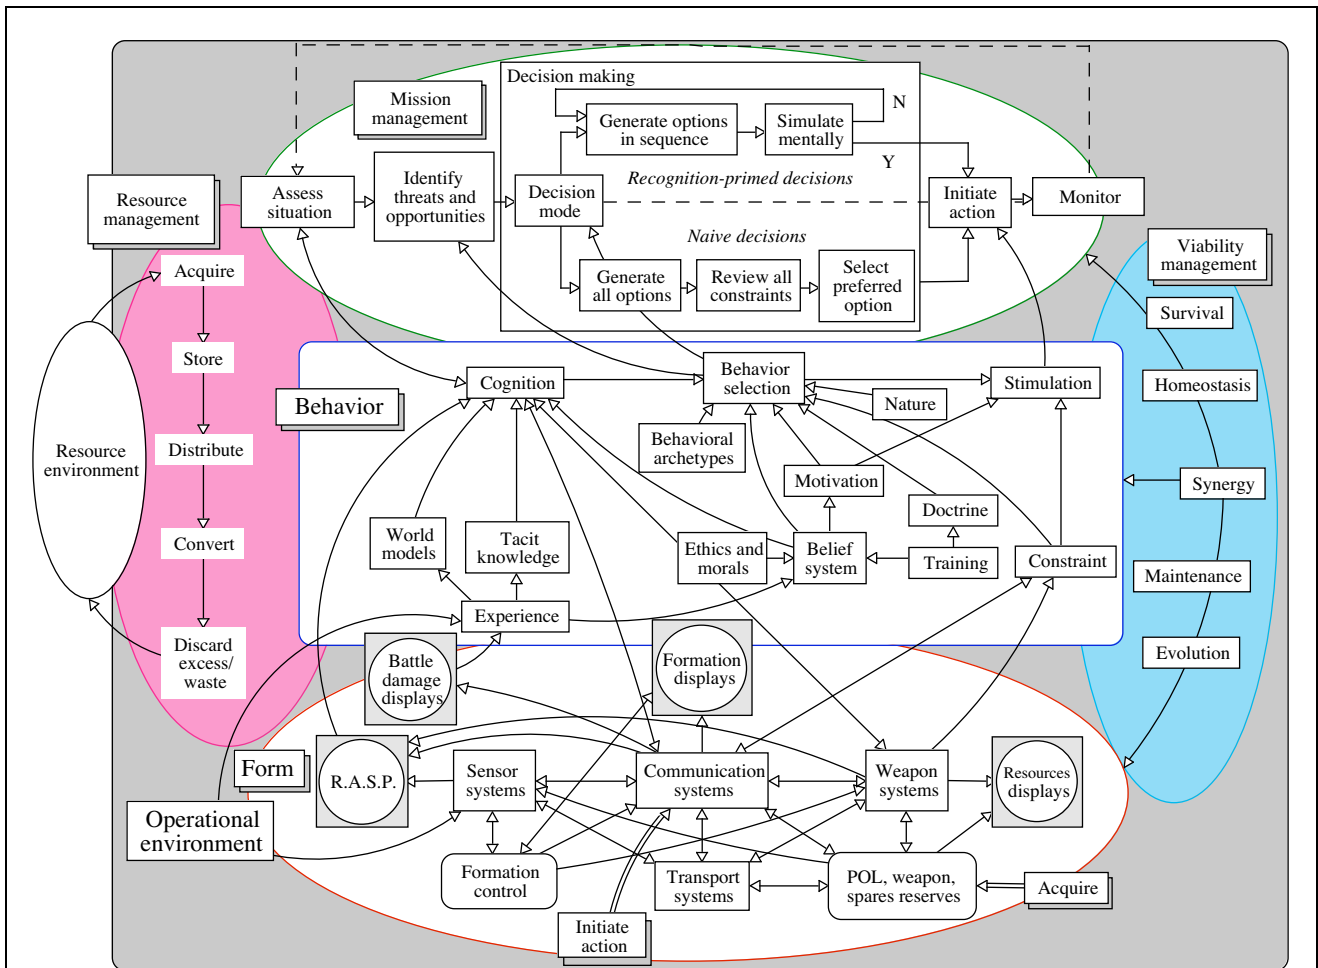 Decision making
Mission
management
N
Generate options
in sequence
Simulate
mentally
Y
Resource
management
Assess
situation
Identify
threats and
opportunities
Recognition-primed decisions
Decision
mode
Initiate
action
Monitor
Naive decisions
Viability
management
Acquire
Generate
all options
Review all
constraints
Select
preferred
option
Survival
Store
Cognition
Behavior
selection
Stimulation
Homeostasis
Behavior
Nature
Behavioral
archetypes
Resource
environment
Distribute
Motivation
Synergy
Doctrine
World
models
Tacit
knowledge
Convert
Ethics and
morals
Belief
system
Training
Constraint
Maintenance
Experience
Discard
excess/
waste
Battle
damage
displays
Formation
displays
Evolution
Form
R.A.S.P.
Sensor
systems
Communication
systems
Weapon
systems
Resources
displays
Operational
environment
Formation
control
Transport
systems
POL, weapon,
spares reserves
Acquire
Initiate
action